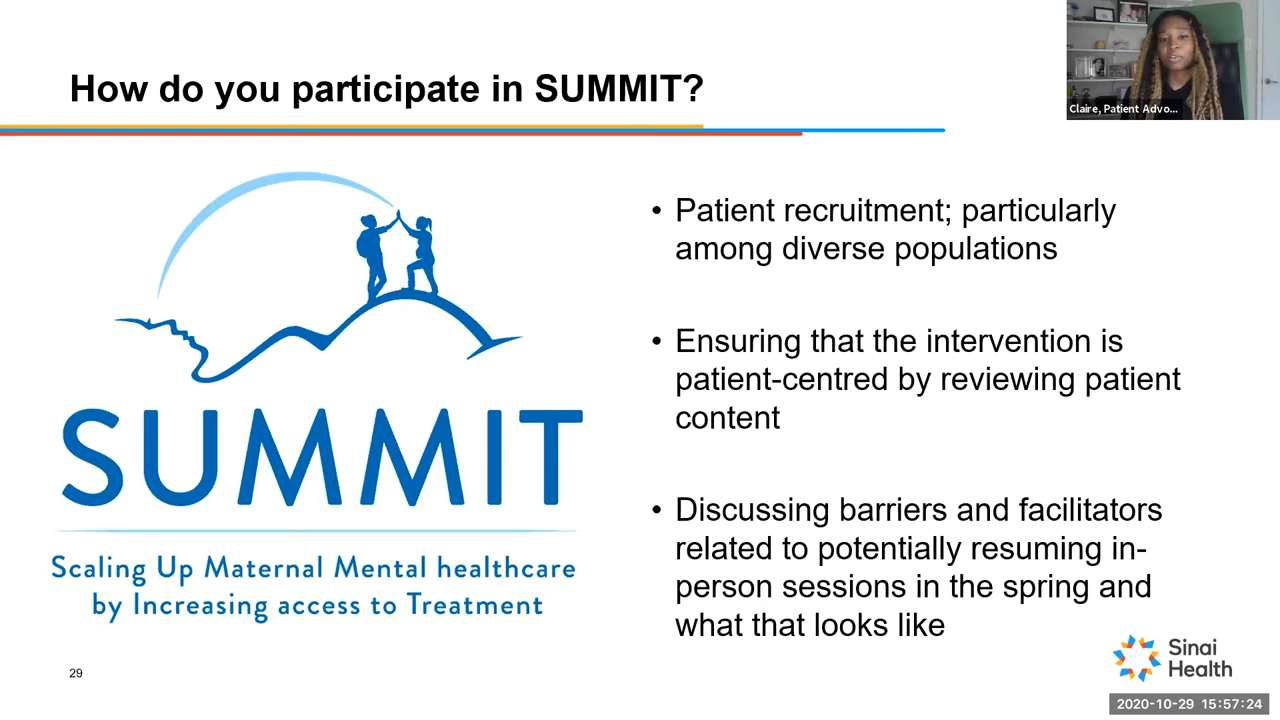 How do you participate in SUMMIT?
Claire, Patient Advo...
SUMMIT
Scaling Up Maternal Mental healthcare
by Increasing access to Treatment
• Patient recruitment; particularly
among diverse populations
• Ensuring that the intervention is
patient-centred by reviewing patient
content
• Discussing barriers and facilitators
related to potentially resuming in-
person sessions in the spring and
what that looks like
29
Sinai
Health
2020-10-29 15:57:24